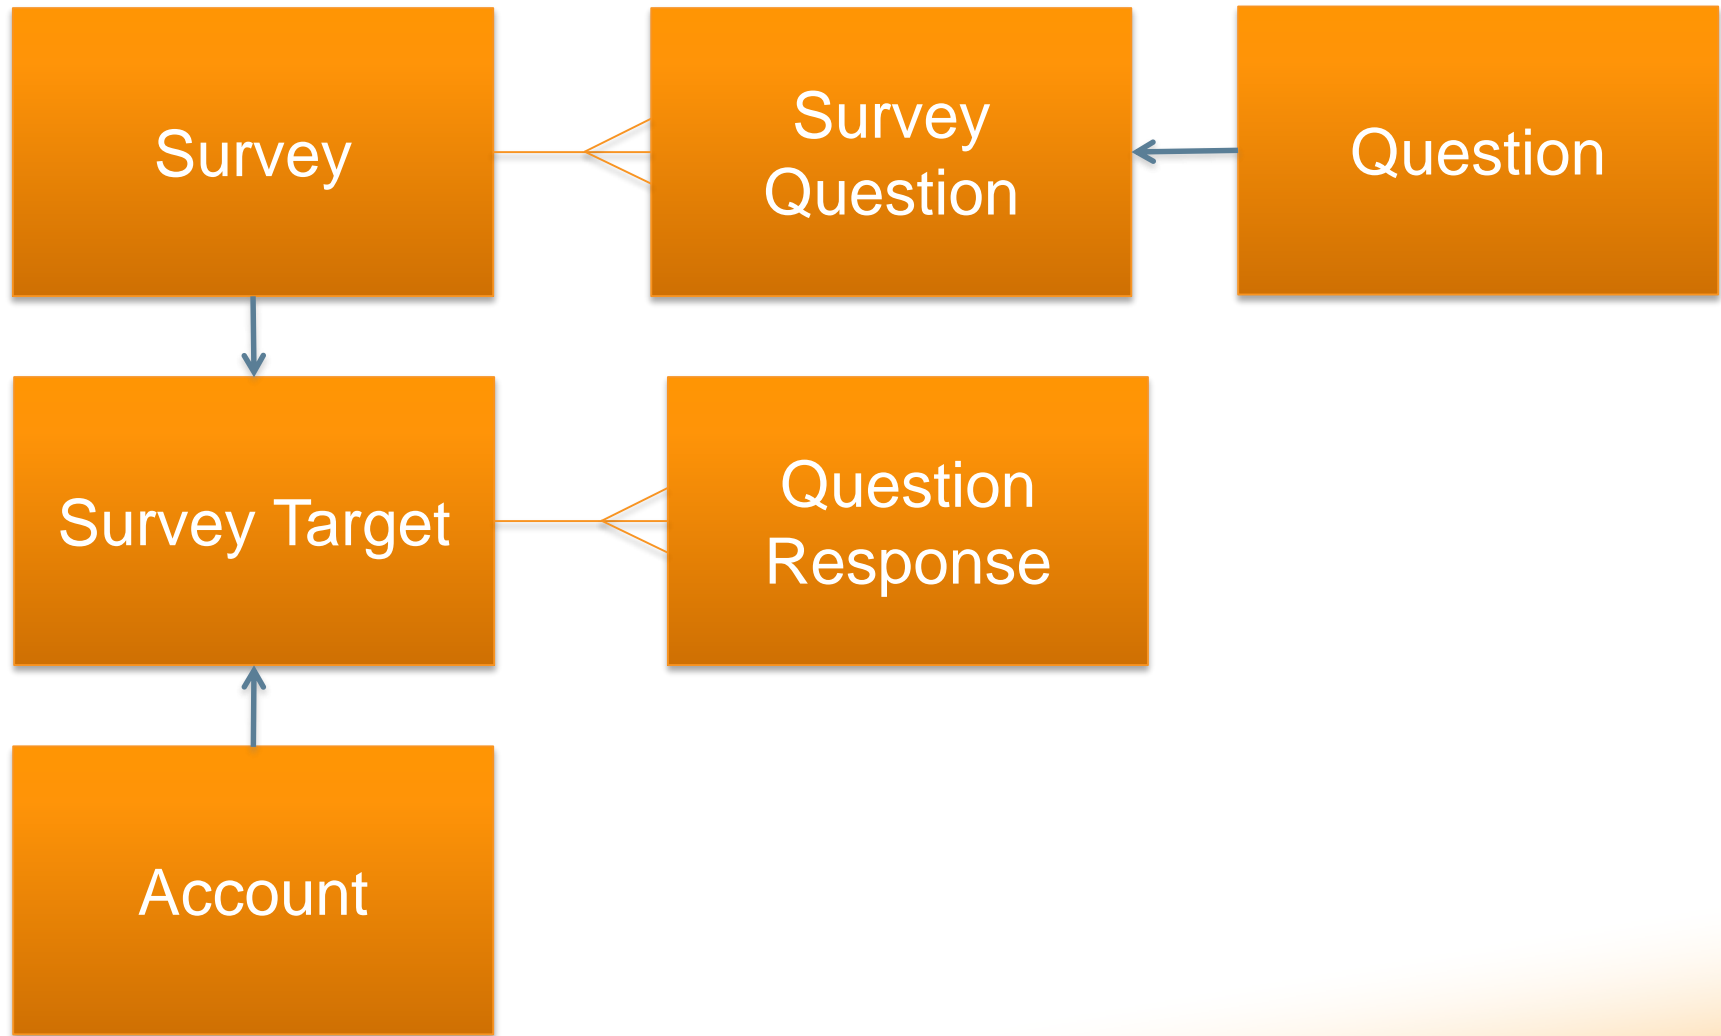 Survey
Survey
Question
Question
Survey Target
Question
Response
Account